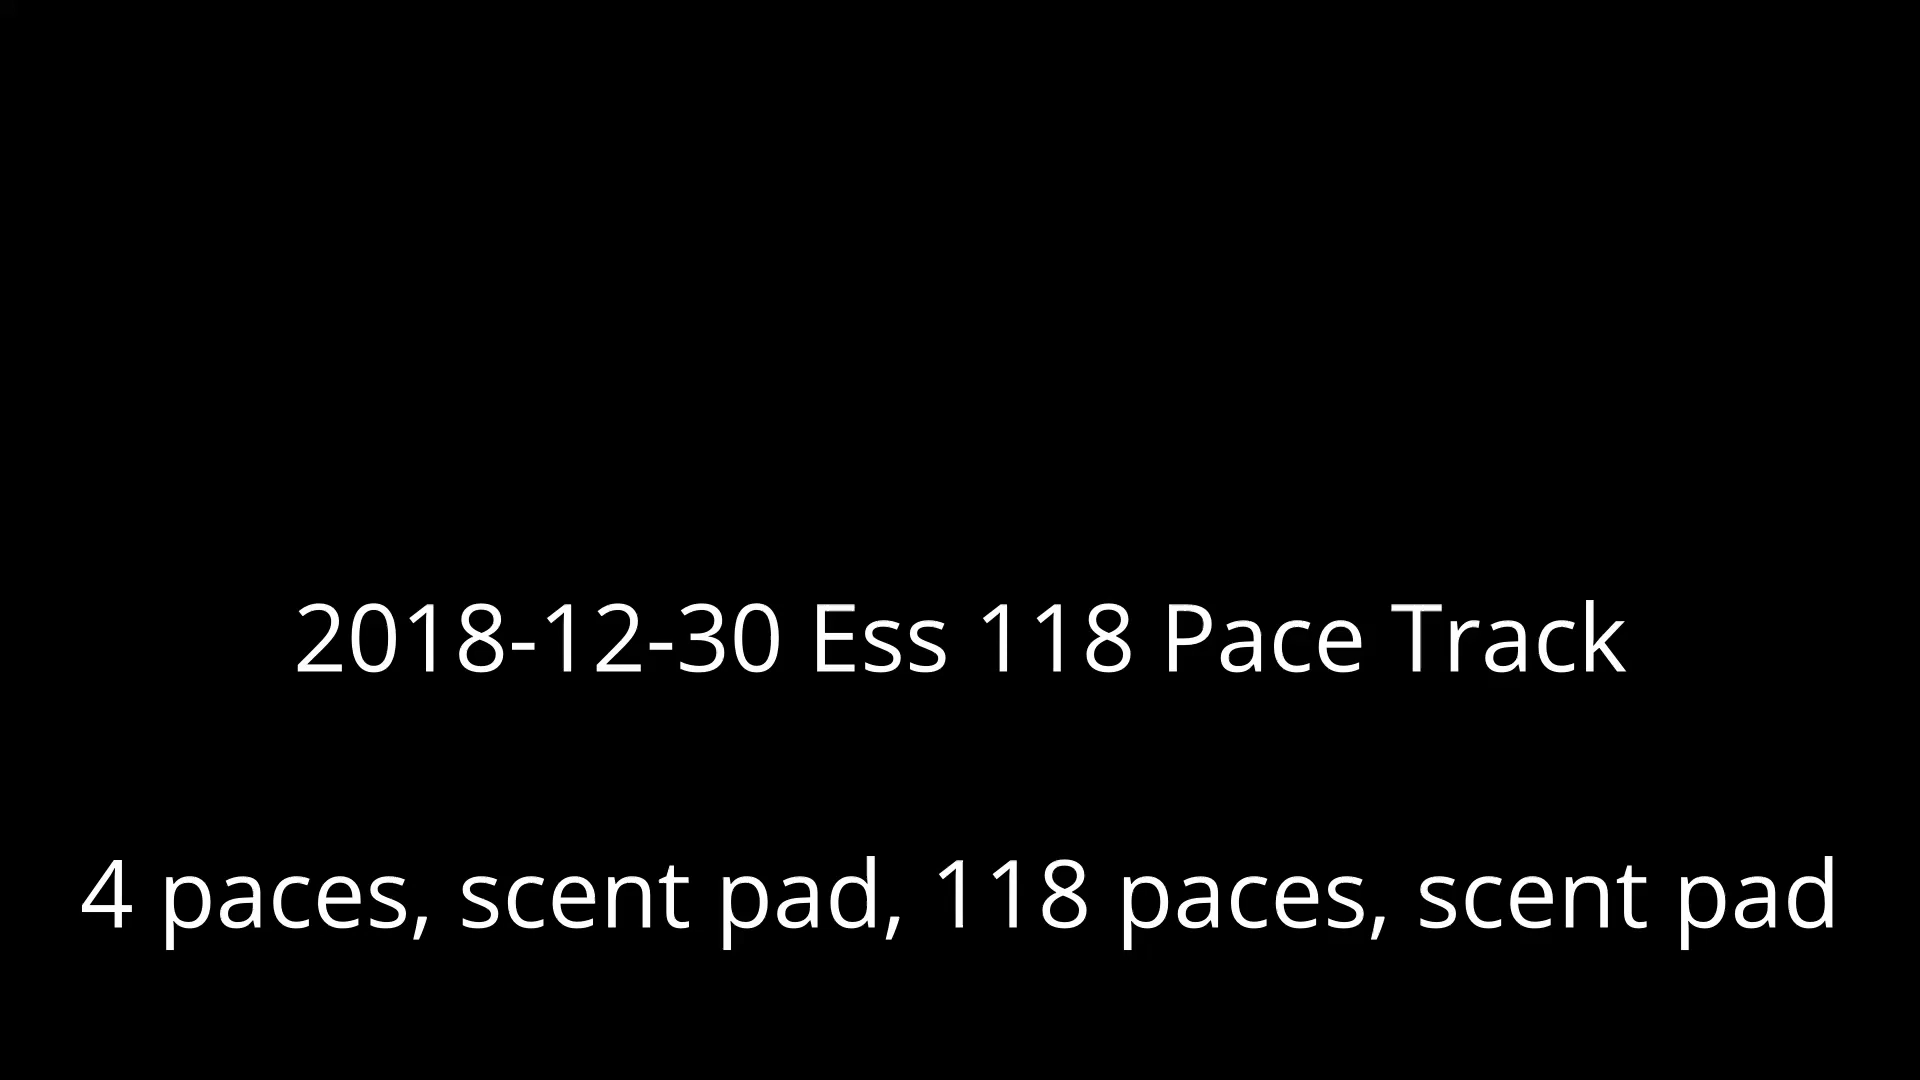 2018-12-30 Ess 118 Pace Track
4 paces, scent pad, 118 paces, scent pad